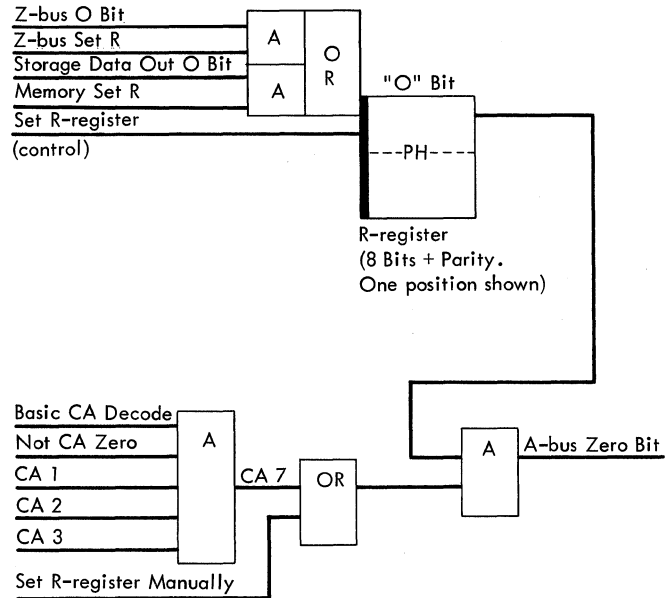 Z-bus O Bit
Z-bus Set R
Storage Data Out O Bit
Memory Set R
Set R-register
(control)
A
A
O
R
"O" Bit
---PH----
R-register
(8 Bits + Parity.
One position shown)
Basic CA Decode
Not CA Zero
CA 1
CA 2
CA 3
A
CA 7
OR
Set R-register Manually
A
A-bus Zero Bit